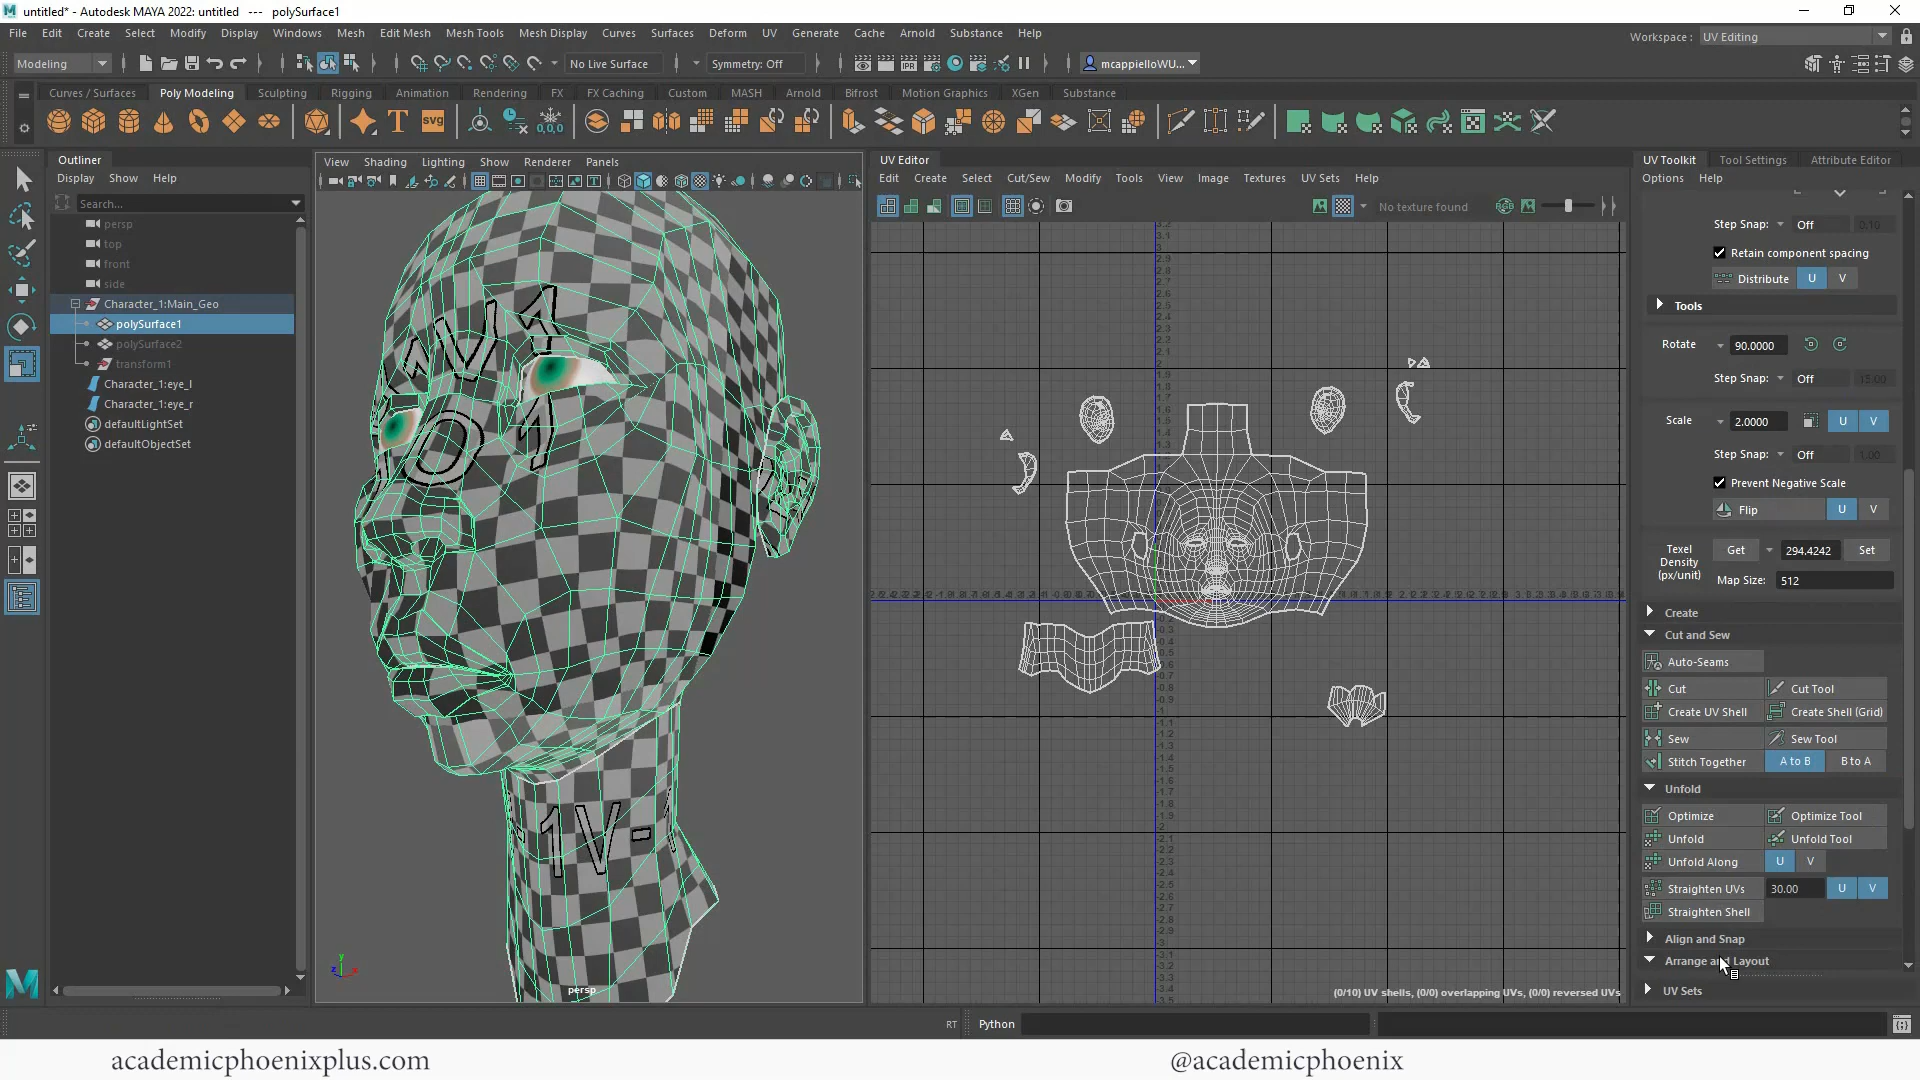 untitled* - Autodesk MAYA 2022: untitled --- polySurface1
File Edit Create Select Modify Display Windows Mesh Edit Mesh Mesh Tools Mesh Display Curves Surfaces Deform UV Generate Cache Arnold Substance Help
Workspace : UV Editing
Modeling No Live Surface Symmetry: Off mcappielloWU...
Curves / Surfaces Poly Modeling Sculpting Rigging Animation Rendering FX FX Caching Custom MASH Arnold Bifrost Motion Graphics XGen Substance
Outliner
Display Show Help
Search...
persp
top
front
side
Character_1:Main_Geo
polySurface1
polySurface2
transform1
Character_1:eye_l
Character_1:eye_r
defaultLightSet
defaultObjectSet
View Shading Lighting Show Renderer Panels
persp
UV Editor
Edit Create Select Cut/Sew Modify Tools View Image Textures UV Sets Help
No texture found
(0/10) UV shells, (0/0) overlapping UVs, (0/0) reversed UVs
UV Toolkit Tool Settings Attribute Editor
Options Help
Step Snap: Off 0.10
Retain component spacing
Distribute U V
Tools
Rotate 90.0000
Step Snap: Off 15.00
Scale 2.0000 U V
Step Snap: Off 1.00
Prevent Negative Scale
Flip U V
Texel Density (px/unit) Get 294.4242 Set
Map Size: 512
Create
Cut and Sew
Auto-Seams
Cut Cut Tool
Create UV Shell Create Shell (Grid)
Sew Sew Tool
Stitch Together A to B B to A
Unfold
Optimize Optimize Tool
Unfold Unfold Tool
Unfold Along U V
Straighten UVs 30.00 U V
Straighten Shell
Align and Snap
Arrange and Layout
UV Sets
RT Python
academicphoenixplus.com
@academicphoenix